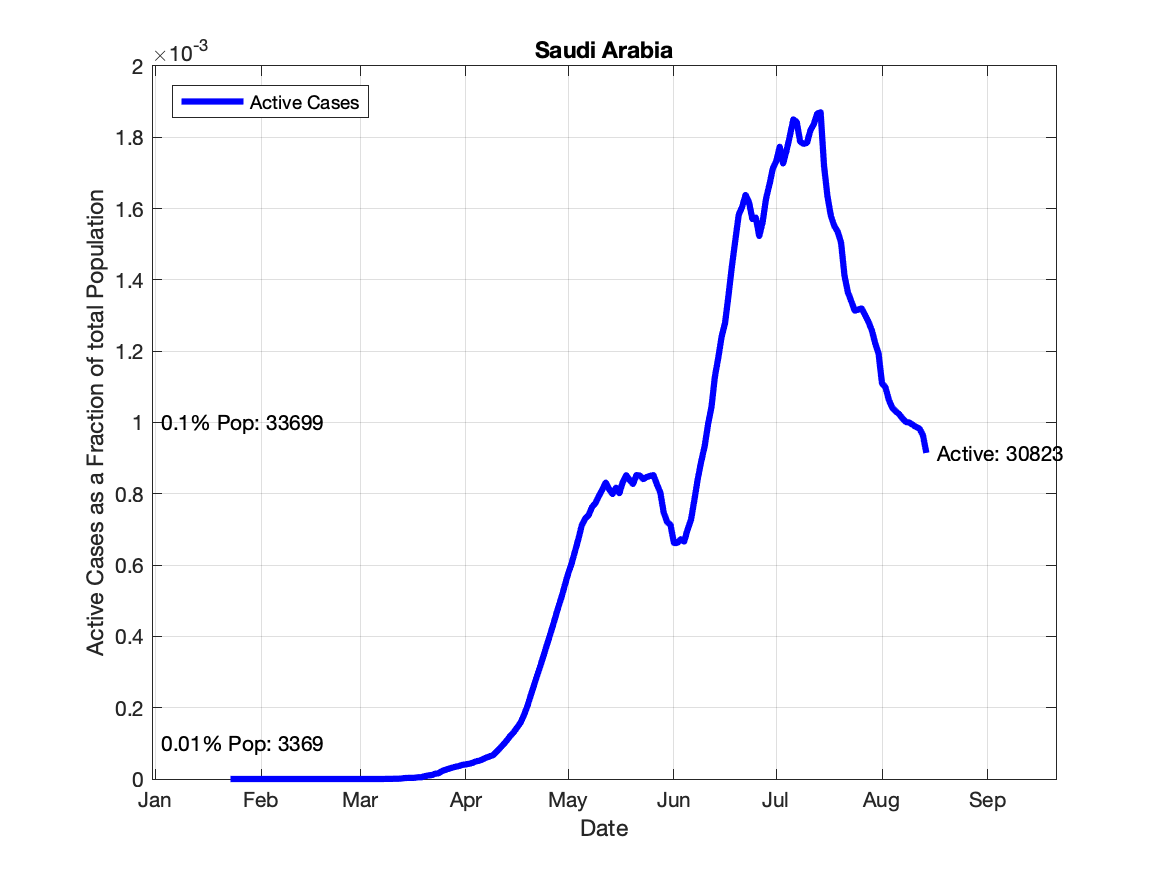 Saudi Arabia
×10-3
Active Cases
2
1.8
1.6
1.4
1.2
1
0.8
0.6
0.4
0.2
0
0.1% Pop: 33699
0.01% Pop: 3369
Active: 30823
Active Cases as a Fraction of total Population
Jan Feb Mar Apr May Jun Jul Aug Sep
Date